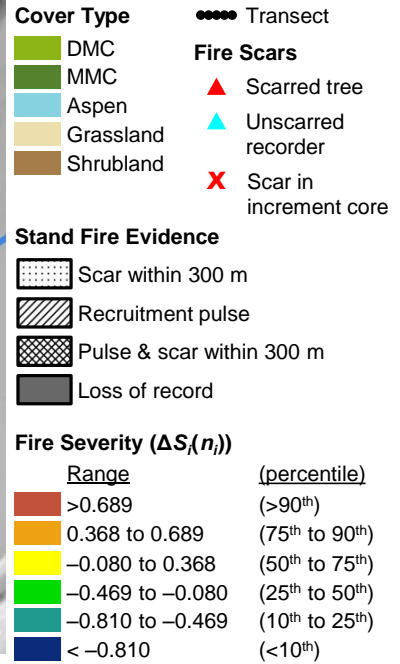 Cover Type
DMC
MMC
Aspen
Grassland
Shrubland
Transect
Fire Scars
Scarred tree
Unscarred
recorder
X Scar in
increment core
Stand Fire Evidence
Scar within 300 m
Recruitment pulse
Pulse & scar within 300 m
Loss of record
Fire Severity (ΔSᵢ(nᵢ))
Range (percentile)
>0.689 (>90ᵗʰ)
0.368 to 0.689 (75ᵗʰ to 90ᵗʰ)
–0.080 to 0.368 (50ᵗʰ to 75ᵗʰ)
–0.469 to –0.080 (25ᵗʰ to 50ᵗʰ)
–0.810 to –0.469 (10ᵗʰ to 25ᵗʰ)
< –0.810 (<10ᵗʰ)